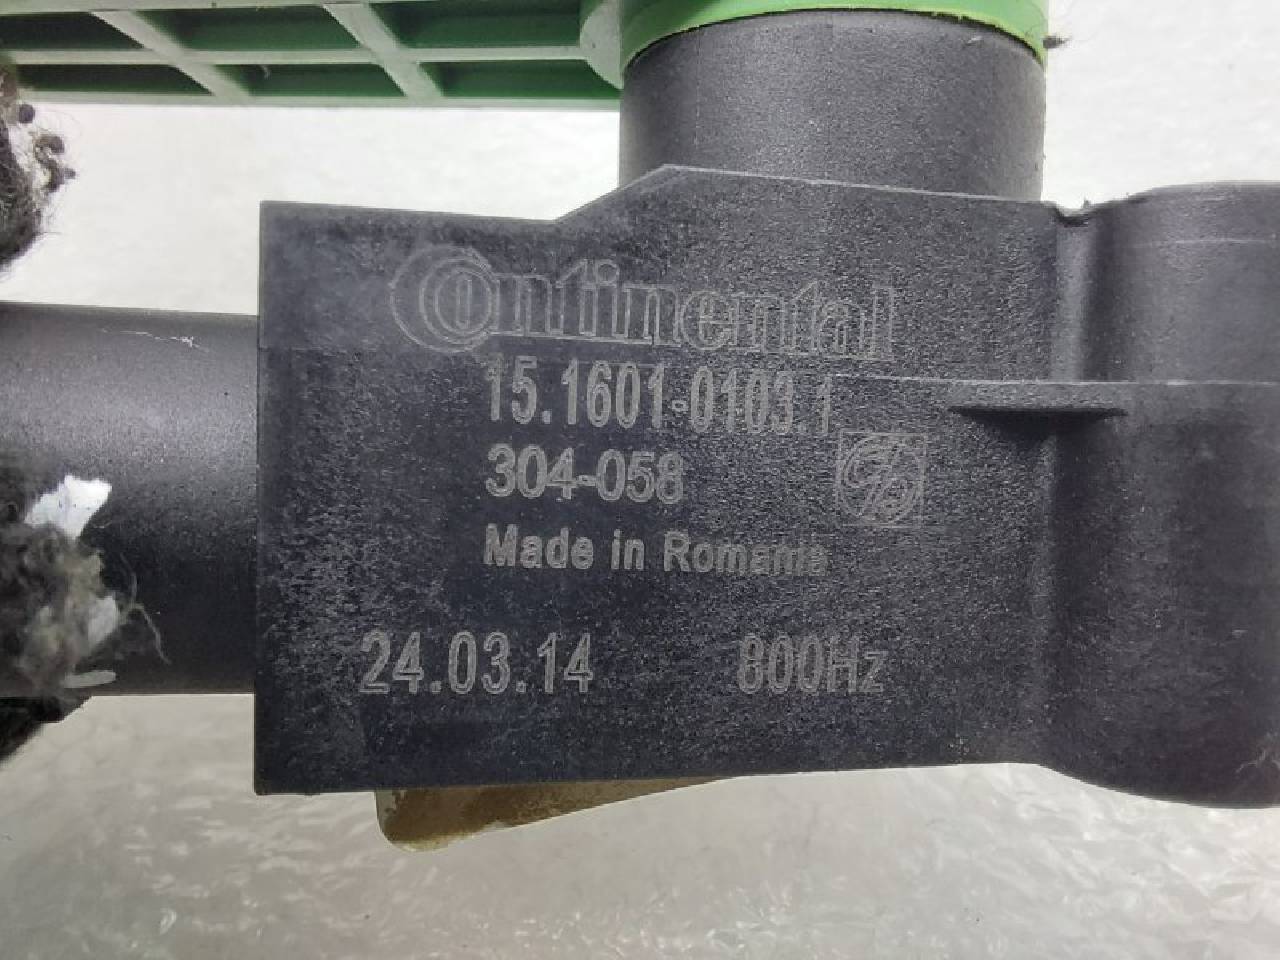 Continental
15.1601-0103.1
304-058
Made in Romania
24.03.14 800Hz